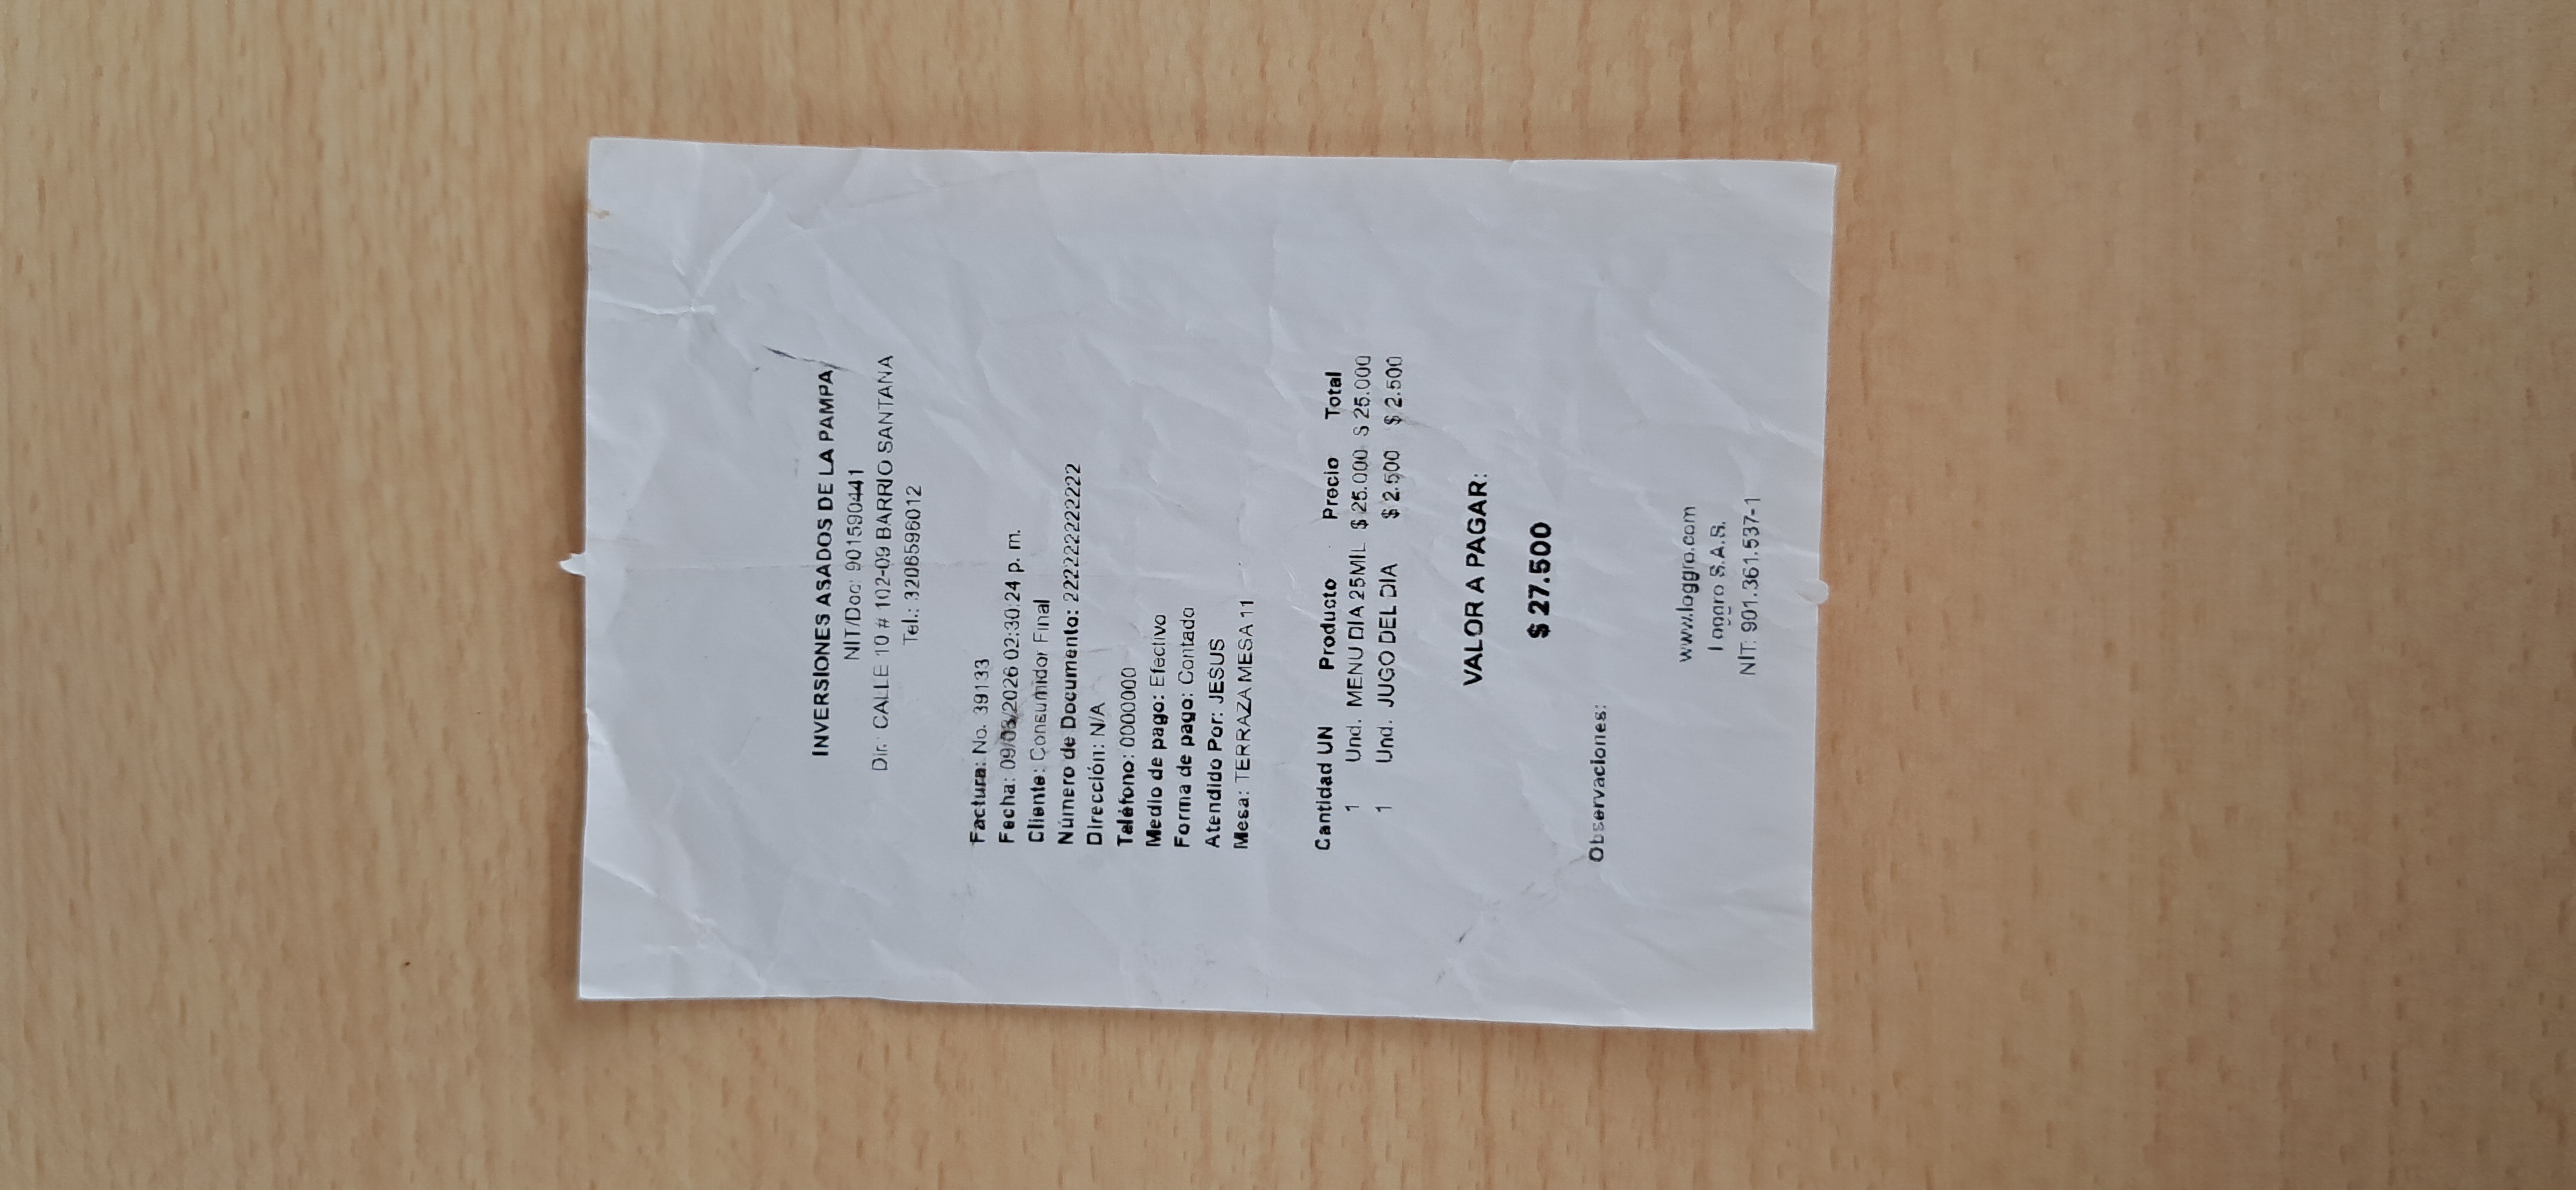 INVERSIONES ASADOS DE LA PAMPA
NIT/Doc: 901590441
Dir.: CALLE 10 # 102-09 BARRIO SANTANA
Tel.: 3206596012
Factura: No. 39133
Fecha: 09/03/2026 02:30:24 p. m.
Cliente: Consumidor Final
Número de Documento: 222222222222
Dirección: N/A
Teléfono: 0000000
Medio de pago: Efectivo
Forma de pago: Contado
Atendido Por: JESUS
Mesa: TERRAZA MESA 11
Cantidad UN Producto Precio Total
1 Und. MENU DIA 25MIL $ 25.000 $ 25.000
1 Und. JUGO DEL DIA $ 2.500 $ 2.500
VALOR A PAGAR:
$ 27.500
Observaciones:
www.loggro.com
Loggro S.A.S.
NIT: 901.361.537-1